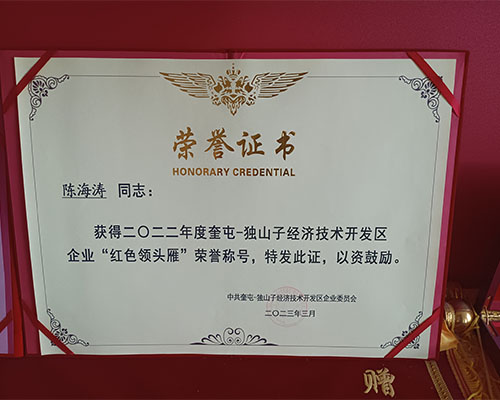 荣誉证书
HONORARY CREDENTIAL
陈海涛 同志：
获得二〇二二年度奎屯-独山子经济技术开发区
企业“红色领头雁”荣誉称号，特发此证，以资鼓励。
中共奎屯-独山子经济技术开发区企业委员会
二〇二三年三月
赠